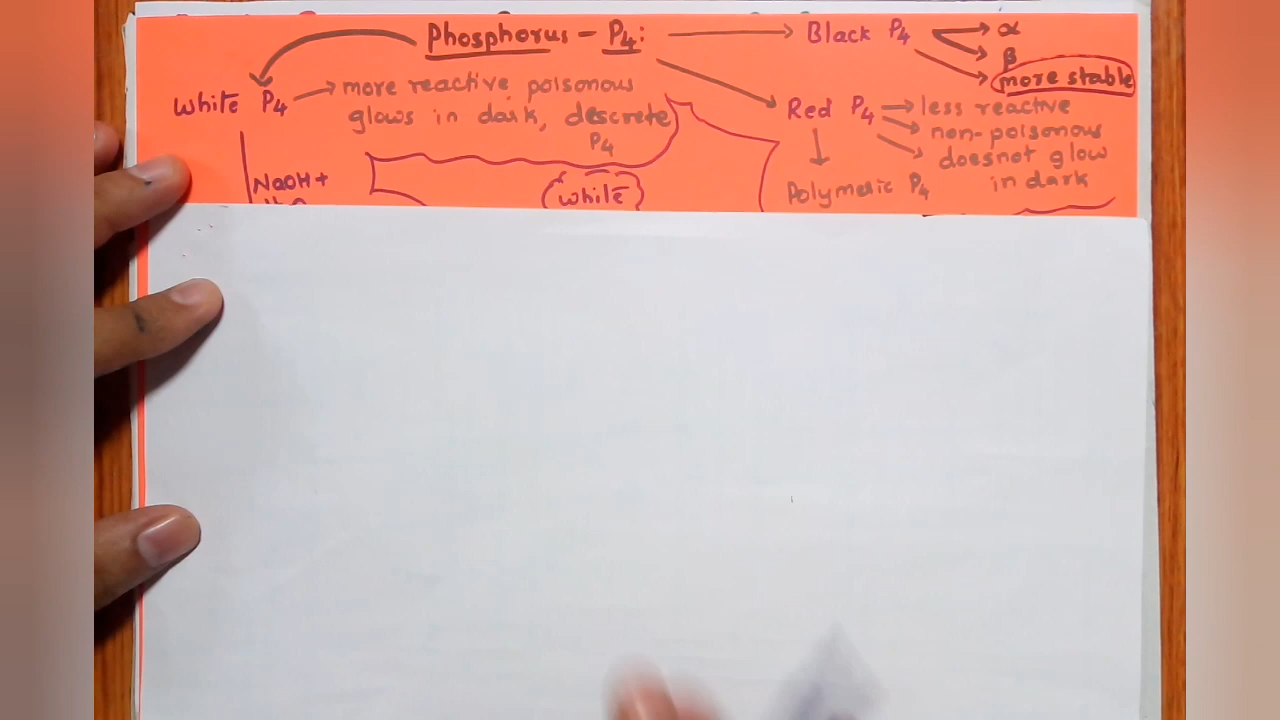 Phosphorus - P4:
Black P4
α
β
more stable
White P4
more reactive poisonous
glows in dark, descrete
P4
Red P4
less reactive
non-poisonous
doesnot glow
in dark
Polymeric P4
NaOH+
white